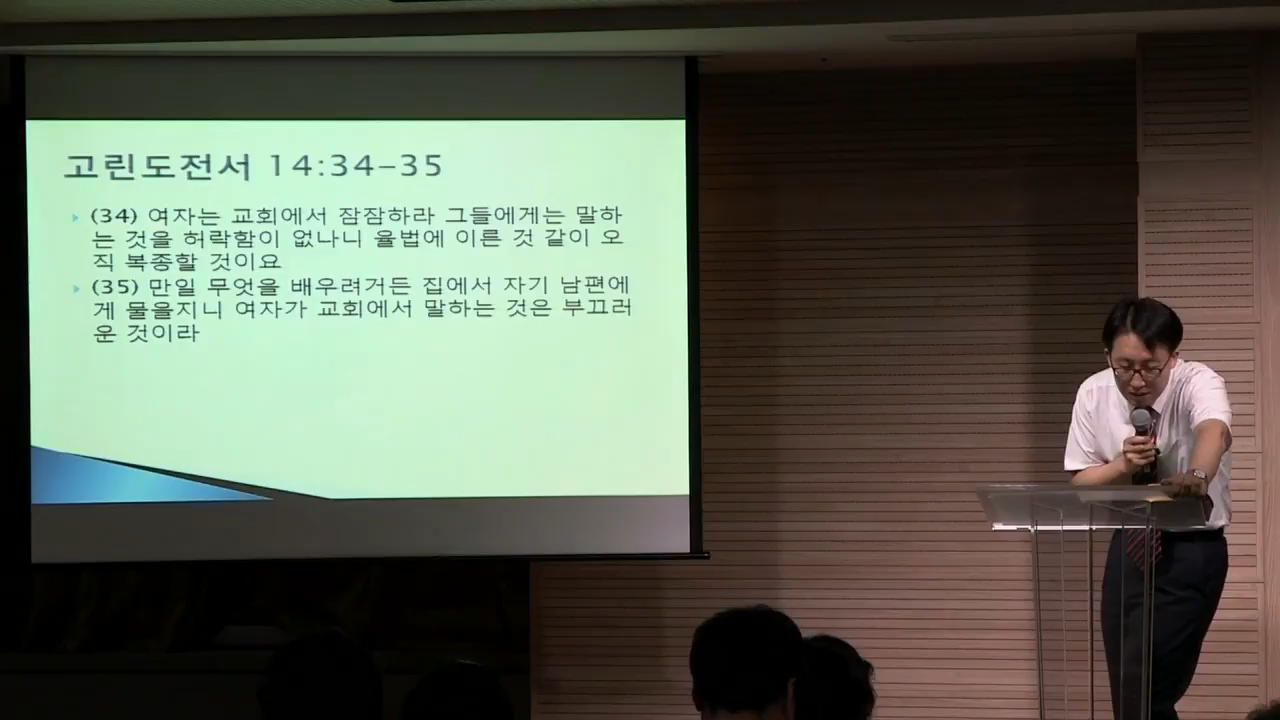 고린도전서 14:34-35
(34) 여자는 교회에서 잠잠하라 그들에게는 말하
는 것을 허락함이 없나니 율법에 이른 것 같이 오
직 복종할 것이요
(35) 만일 무엇을 배우려거든 집에서 자기 남편에
게 물을지니 여자가 교회에서 말하는 것은 부끄러
운 것이라